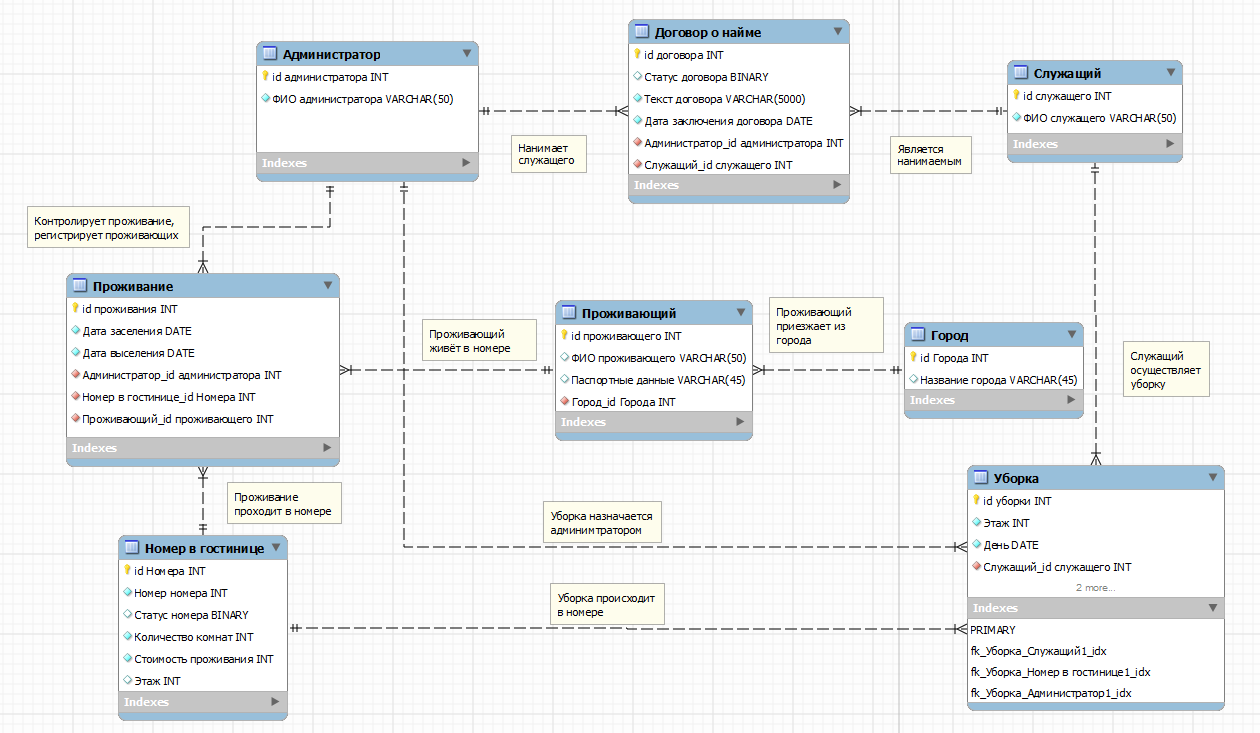 Администратор
id администратора INT
ФИО администратора VARCHAR(50)
Indexes
Нанимает
служащего
Договор о найме
id договора INT
Статус договора BINARY
Текст договора VARCHAR(5000)
Дата заключения договора DATE
Администратор_id администратора INT
Служащий_id служащего INT
Indexes
Является
нанимаемым
Служащий
id служащего INT
ФИО служащего VARCHAR(50)
Indexes
Контролирует проживание,
регистрирует проживающих
Проживание
id проживания INT
Дата заселения DATE
Дата выселения DATE
Администратор_id администратора INT
Номер в гостинице_id Номера INT
Проживающий_id проживающего INT
Indexes
Проживающий
живёт в номере
Проживающий
id проживающего INT
ФИО проживающего VARCHAR(50)
Паспортные данные VARCHAR(45)
Город_id Города INT
Indexes
Проживающий
приезжает из
города
Город
id Города INT
Название города VARCHAR(45)
Indexes
Служащий
осуществляет
уборку
Проживание
проходит в номере
Номер в гостинице
id Номера INT
Номер номера INT
Статус номера BINARY
Количество комнат INT
Стоимость проживания INT
Этаж INT
Indexes
Уборка назначается
адмнимтратором
Уборка происходит
в номере
Уборка
id уборки INT
Этаж INT
День DATE
Служащий_id служащего INT
2 more...
Indexes
PRIMARY
fk_Уборка_Служащий1_idx
fk_Уборка_Номер в гостинице1_idx
fk_Уборка_Администратор1_idx